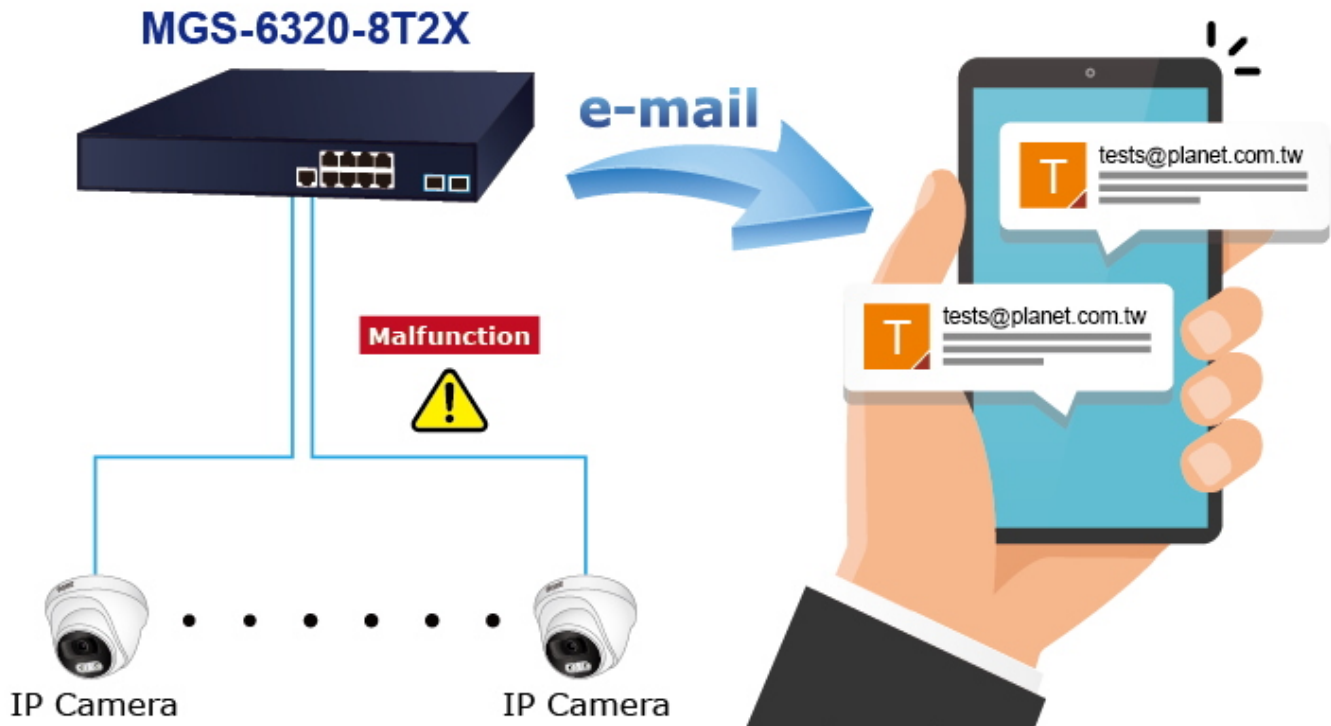 MGS-6320-8T2X
e-mail
T
tests@planet.com.tw
T
tests@planet.com.tw
Malfunction
!
IP Camera
IP Camera